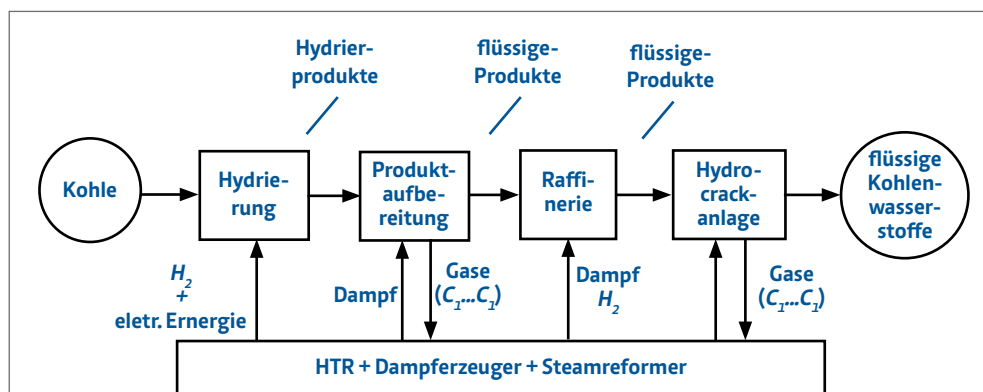 Hydrier-
produkte
flüssige-
Produkte
flüssige-
Produkte
Kohle
Hydrie-
rung
Produkt-
aufbe-
reitung
Raffi-
nerie
Hydro-
crack-
anlage
flüssige
Kohlen-
wasser-
stoffe
H₂
+
eletr. Ernergie
Dampf
Gase
(C₁...C₁)
Dampf
H₂
Gase
(C₁...C₁)
HTR + Dampferzeuger + Steamreformer